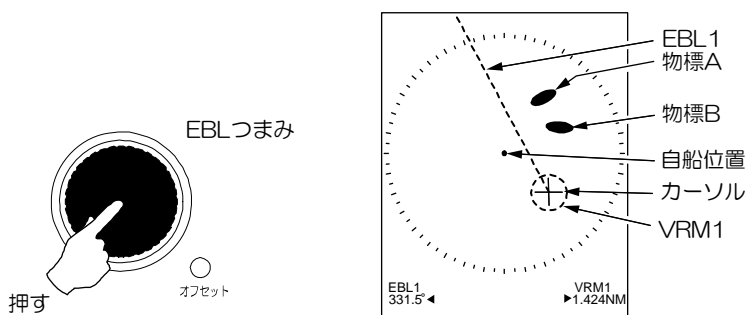 EBLつまみ
押す
オフセット
EBL1
物標A
物標B
自船位置
カーソル
VRM1
EBL1
331.5°◀
VRM1
▶1.424NM